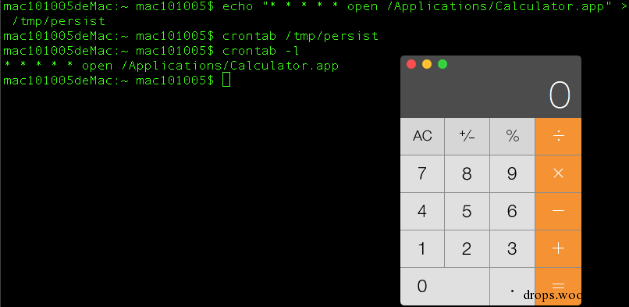 mac101005deMac:~ mac101005$ echo "* * * * * open /Applications/Calculator.app" >
/tmp/persist
mac101005deMac:~ mac101005$ crontab /tmp/persist
mac101005deMac:~ mac101005$ crontab -l
* * * * * open /Applications/Calculator.app
mac101005deMac:~ mac101005$
0
AC +/− % ÷
7 8 9 ×
4 5 6 −
1 2 3 +
0 . =
drops.woo